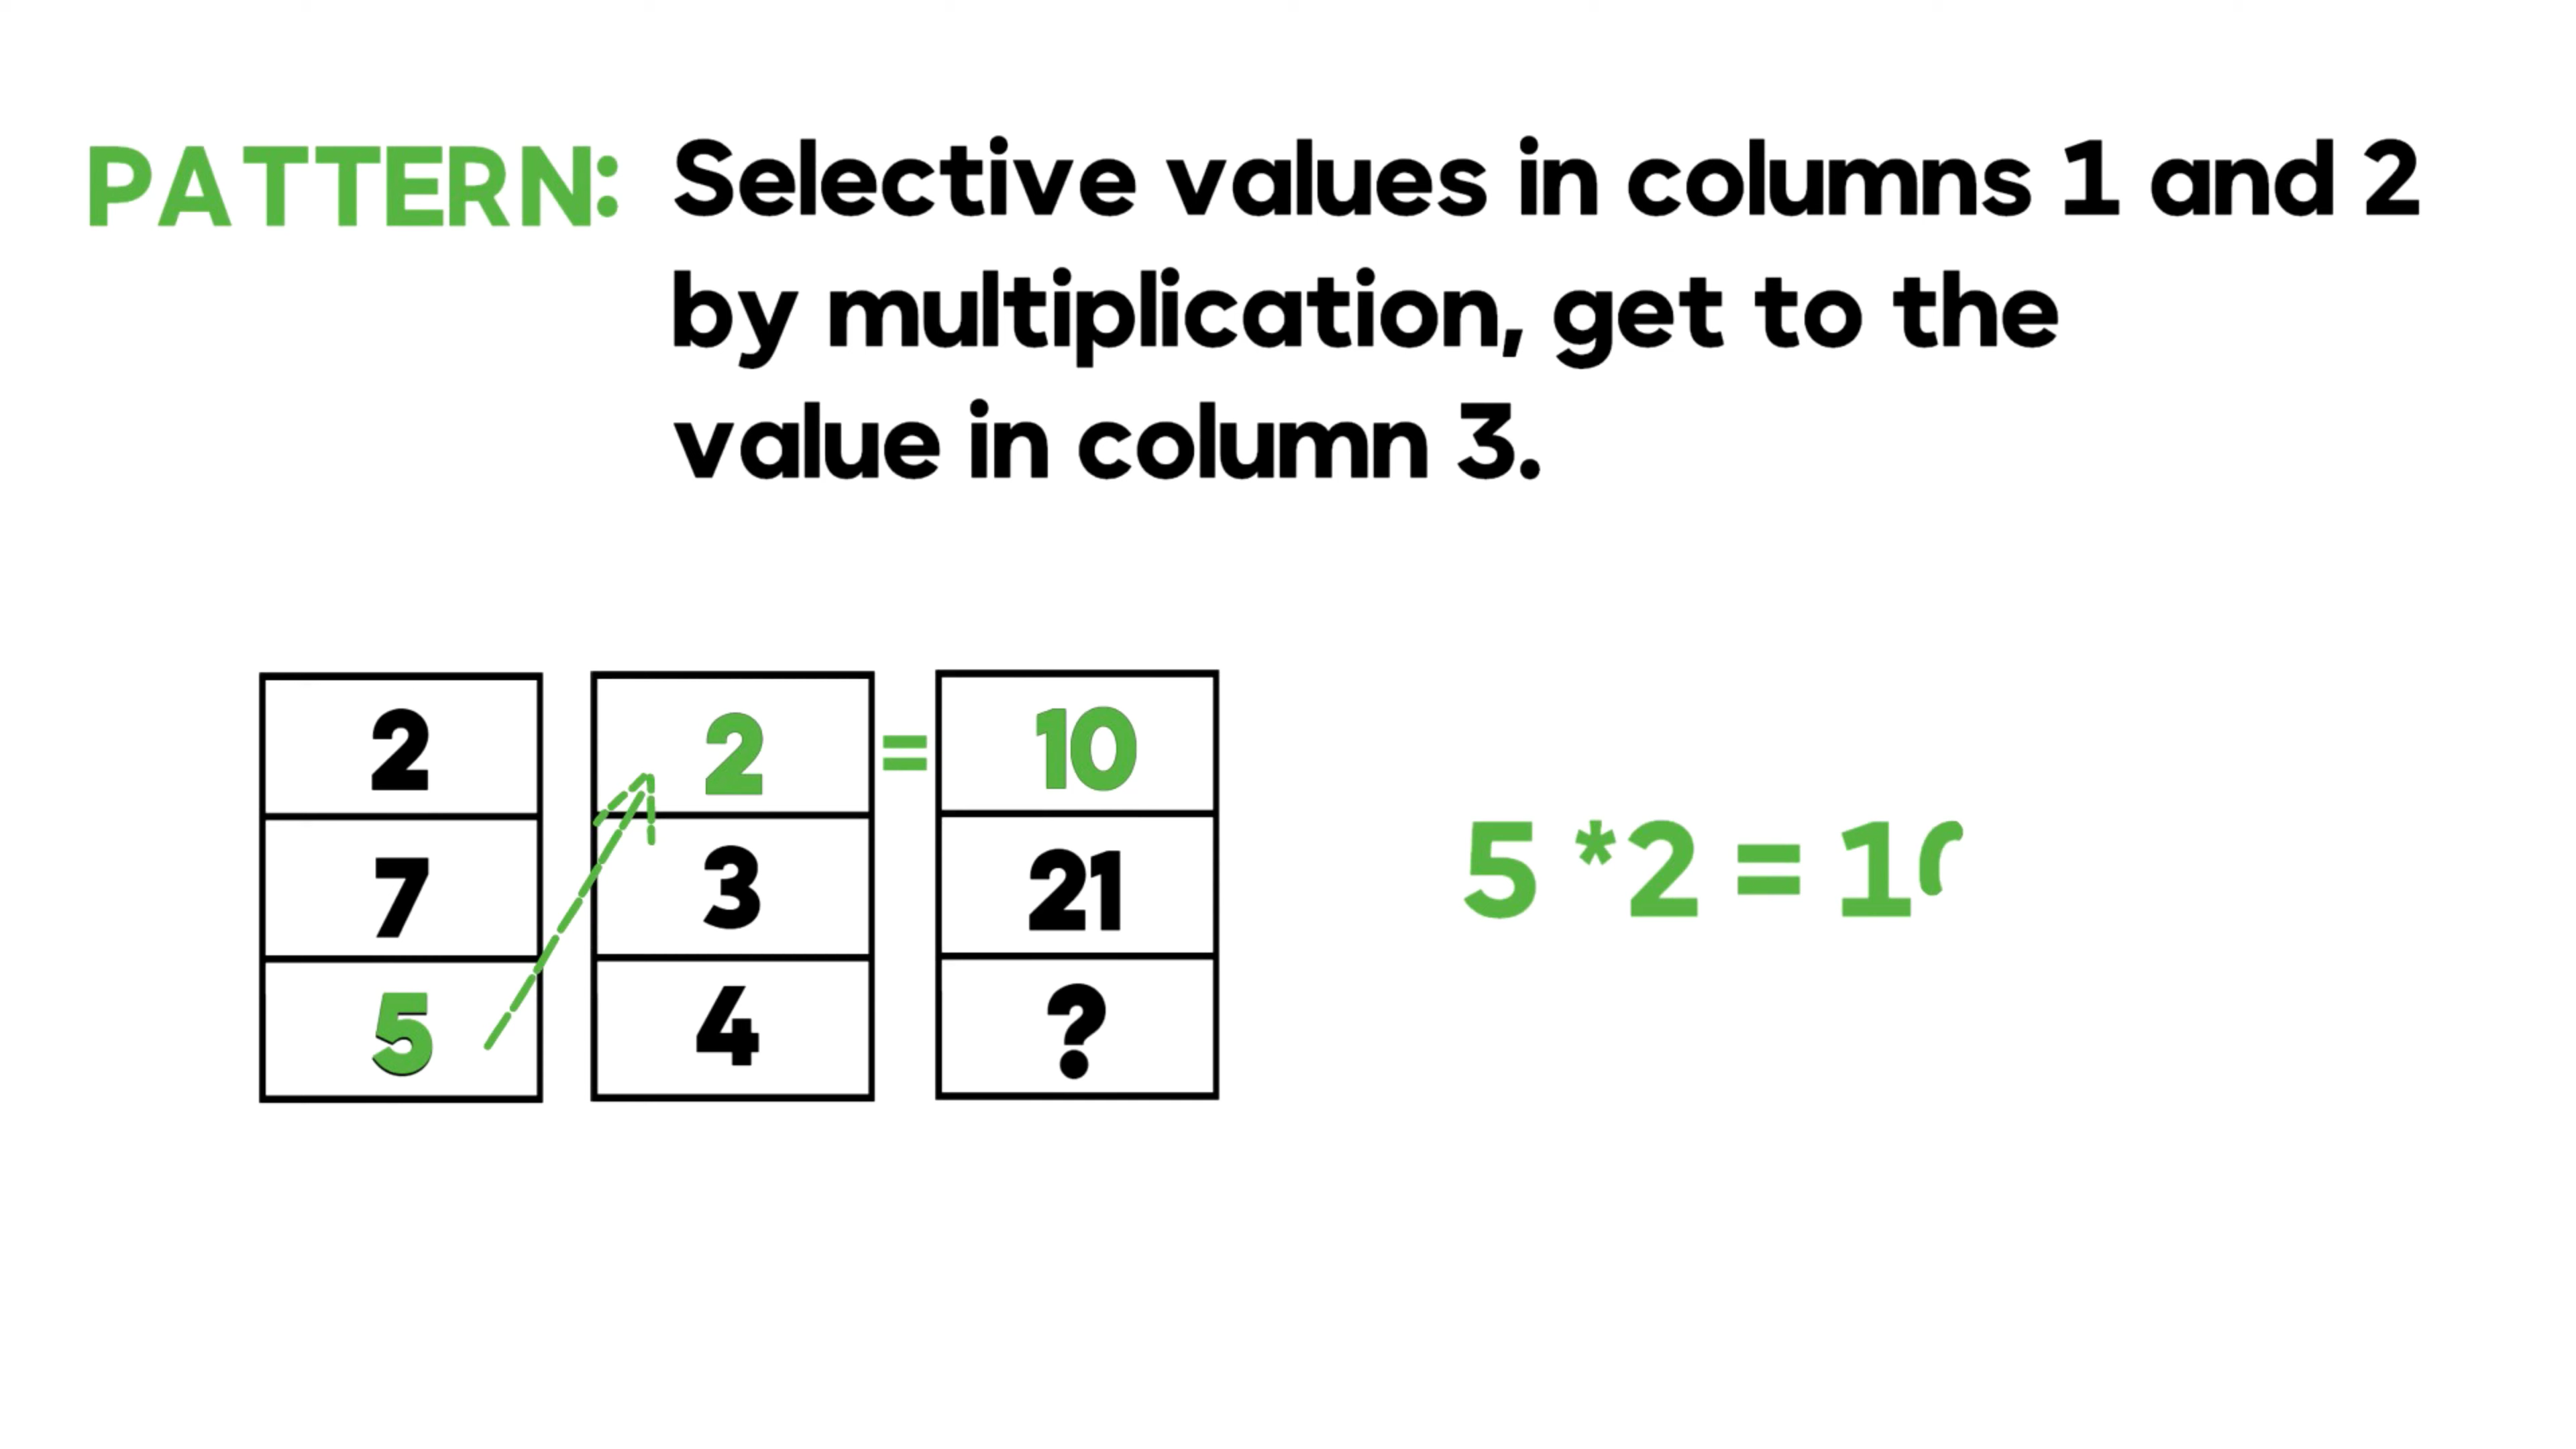 PATTERN: Selective values in columns 1 and 2
by multiplication, get to the
value in column 3.
2 2 = 10
7 3 21
5 4 ?
5 *2 = 1